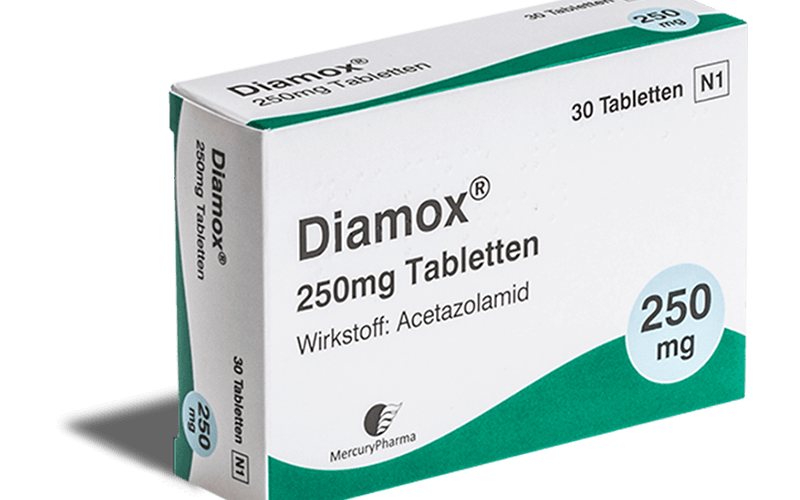 Diamox®
250mg Tabletten
30 Tabletten
250
mg
30 Tabletten N1
Diamox®
250mg Tabletten
Wirkstoff: Acetazolamid
250
mg
MercuryPharma
Diamox®
250mg Tabletten
30 Tabletten
N1
250
mg